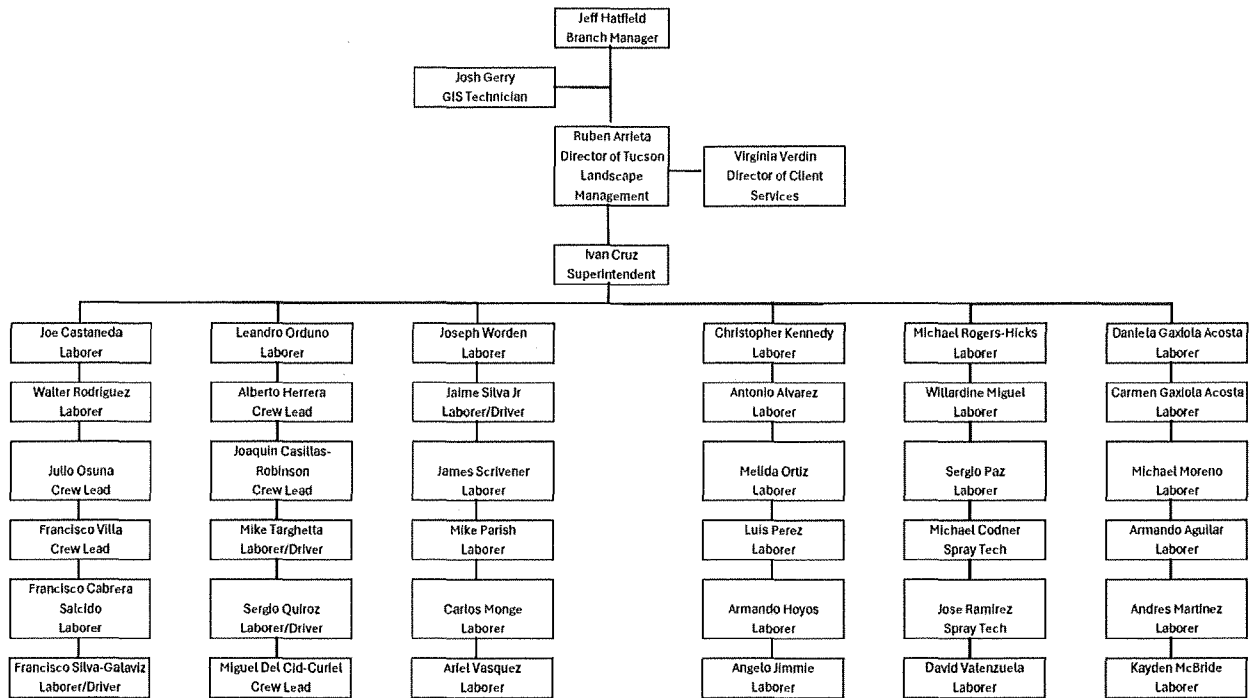 Jeff Hatfield
Branch Manager
Josh Gerry
GIS Technician
Ruben Arrieta
Director of Tucson
Landscape
Management
Virginia Verdin
Director of Client
Services
Ivan Cruz
Superintendent
Joe Castaneda
Laborer
Leandro Orduno
Laborer
Joseph Worden
Laborer
Christopher Kennedy
Laborer
Michael Rogers-Hicks
Laborer
Daniela Gaxiola Acosta
Laborer
Walter Rodriguez
Laborer
Alberto Herrera
Crew Lead
Jaime Silva Jr
Laborer/Driver
Antonio Alvarez
Laborer
Willardine Miguel
Laborer
Carmen Gaxiola Acosta
Laborer
Julio Osuna
Crew Lead
Joaquin Casillas-
Robinson
Crew Lead
James Scrivener
Laborer
Melida Ortiz
Laborer
Sergio Paz
Laborer
Michael Moreno
Laborer
Francisco Villa
Crew Lead
Mike Targhetta
Laborer/Driver
Mike Parish
Laborer
Luis Perez
Laborer
Michael Codner
Spray Tech
Armando Aguilar
Laborer
Francisco Cabrera
Salcido
Laborer
Sergio Quiroz
Laborer/Driver
Carlos Monge
Laborer
Armando Hoyos
Laborer
Jose Ramirez
Spray Tech
Andres Martinez
Laborer
Francisco Silva-Galaviz
Laborer/Driver
Miguel Del Cid-Curiel
Crew Lead
Ariel Vasquez
Laborer
Angelo Jimmie
Laborer
David Valenzuela
Laborer
Kayden McBride
Laborer